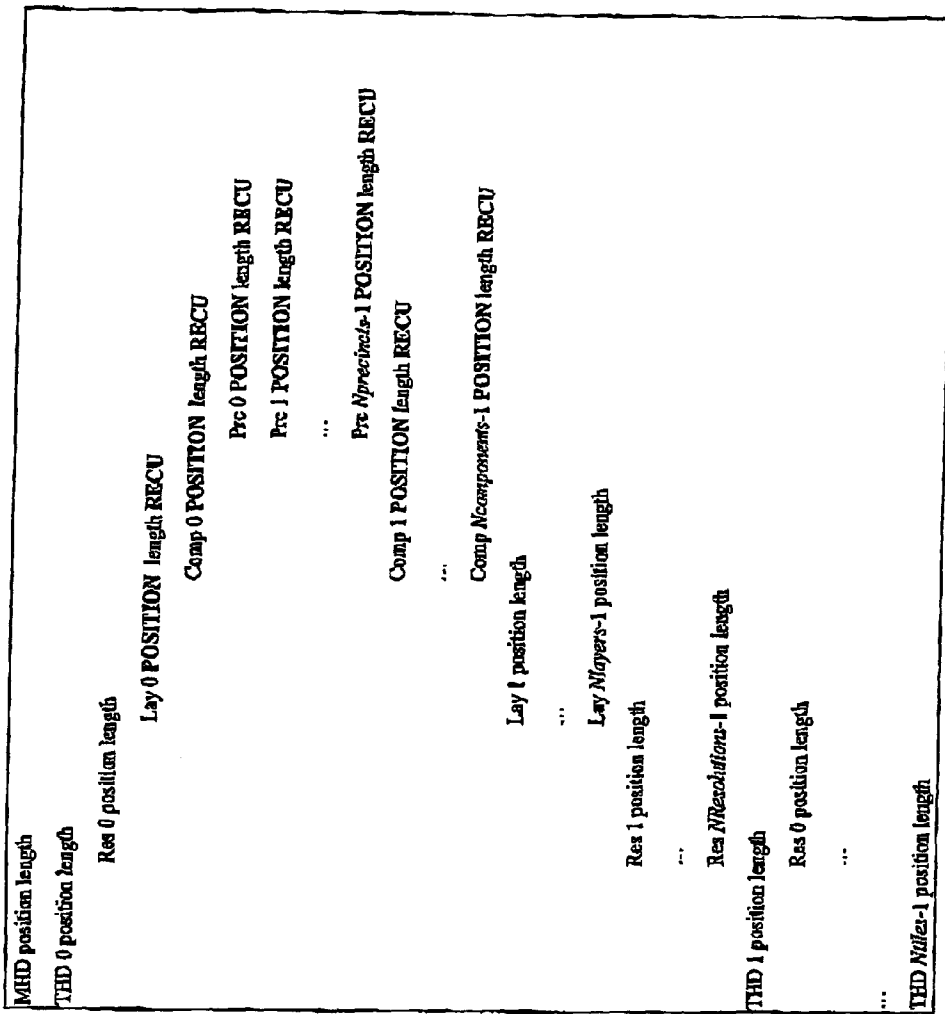 MHD position length
THD 0 position length
Res 0 position length
Lay 0 POSITION length RECU
Comp 0 POSITION length RECU
Prc 0 POSITION length RECU
Prc 1 POSITION length RECU
...
Prc Nprecincts-1 POSITION length RECU
Comp 1 POSITION length RECU
...
Comp Ncomponents-1 POSITION length RECU
Lay 1 position length
...
Lay Nlayers-1 position length
Res 1 position length
...
Res NResolutions-1 position length
THD 1 position length
Res 0 position length
...
...
THD Ntiles-1 position length